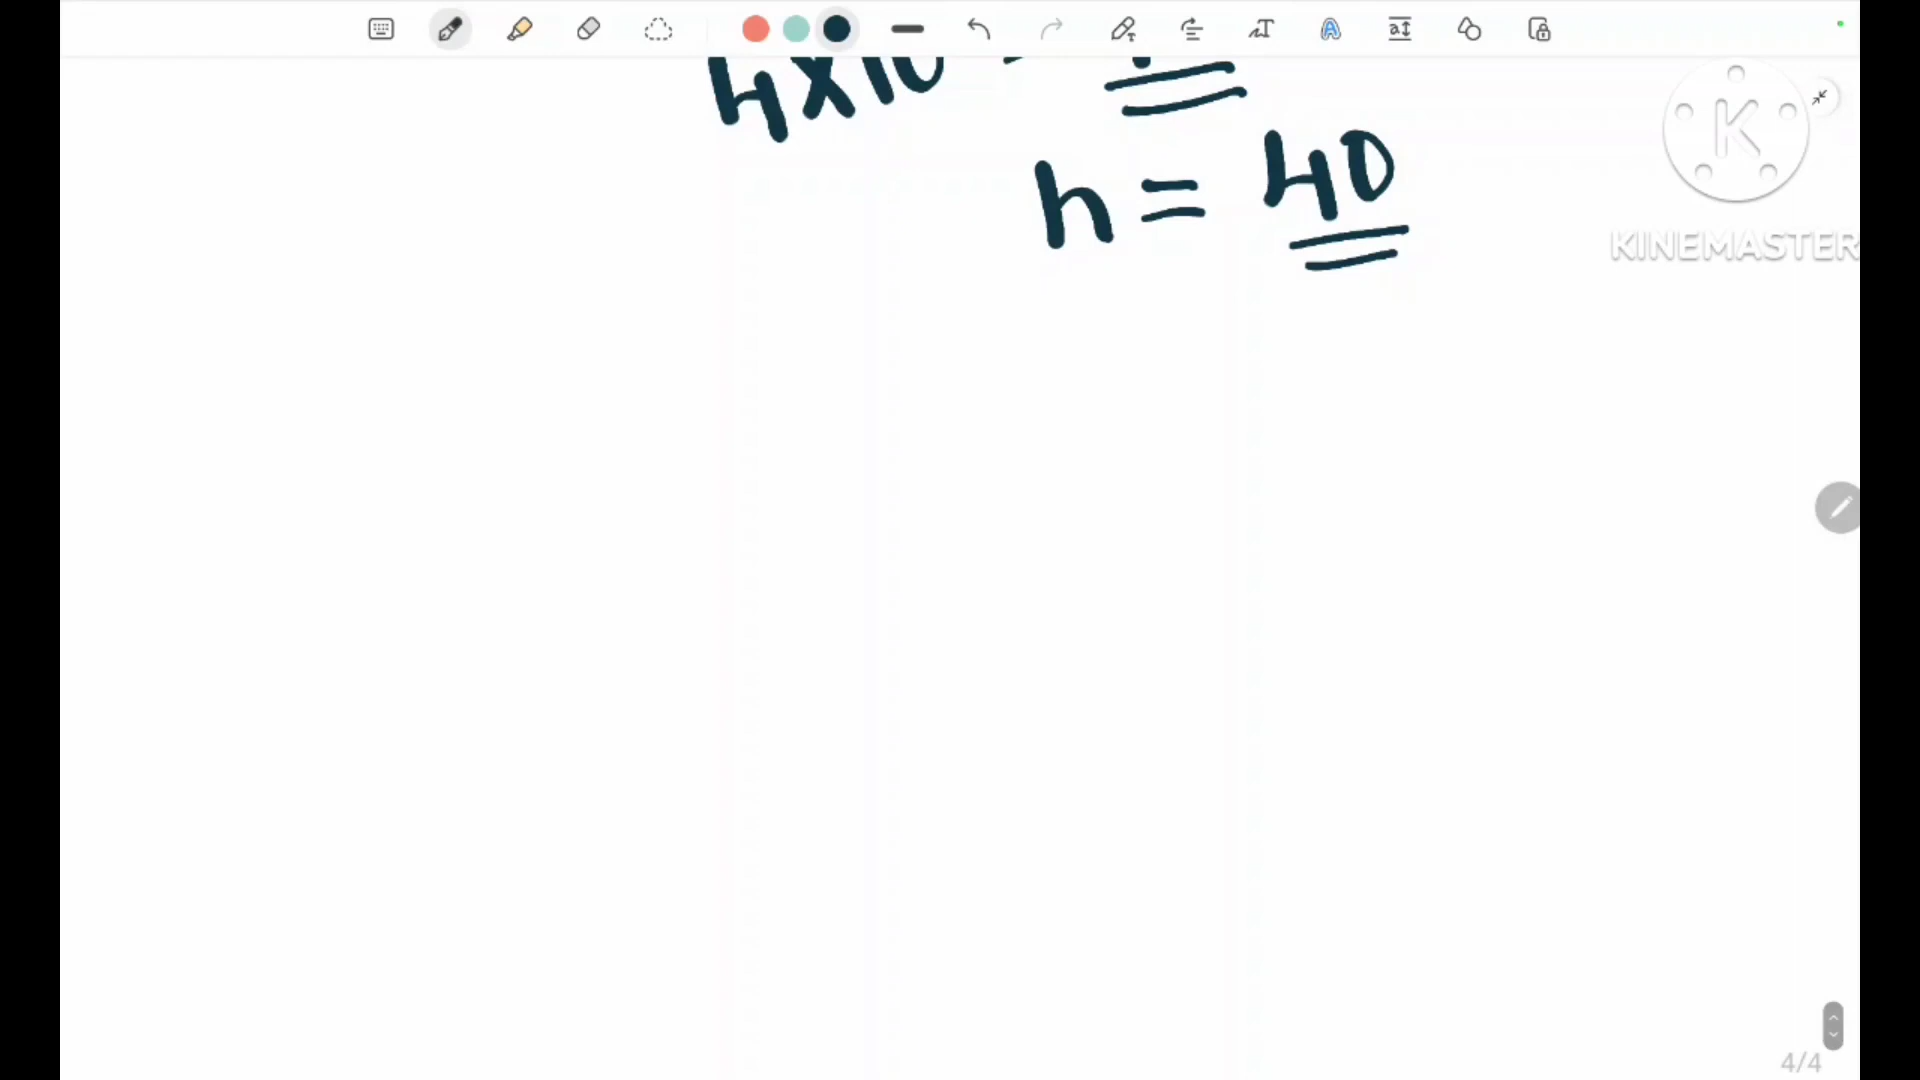 4x10 =
h = 40
K
KINEMASTER
4/4